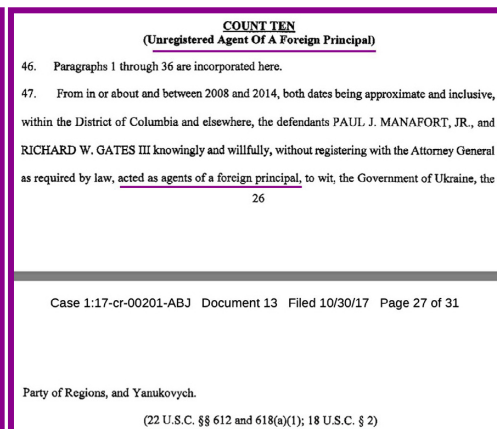 COUNT TEN
(Unregistered Agent Of A Foreign Principal)
46. Paragraphs 1 through 36 are incorporated here.
47. From in or about and between 2008 and 2014, both dates being approximate and inclusive,
within the District of Columbia and elsewhere, the defendants PAUL J. MANAFORT, JR., and
RICHARD W. GATES III knowingly and willfully, without registering with the Attorney General
as required by law, acted as agents of a foreign principal, to wit, the Government of Ukraine, the
26
Case 1:17-cr-00201-ABJ Document 13 Filed 10/30/17 Page 27 of 31
Party of Regions, and Yanukovych.
(22 U.S.C. §§ 612 and 618(a)(1); 18 U.S.C. § 2)